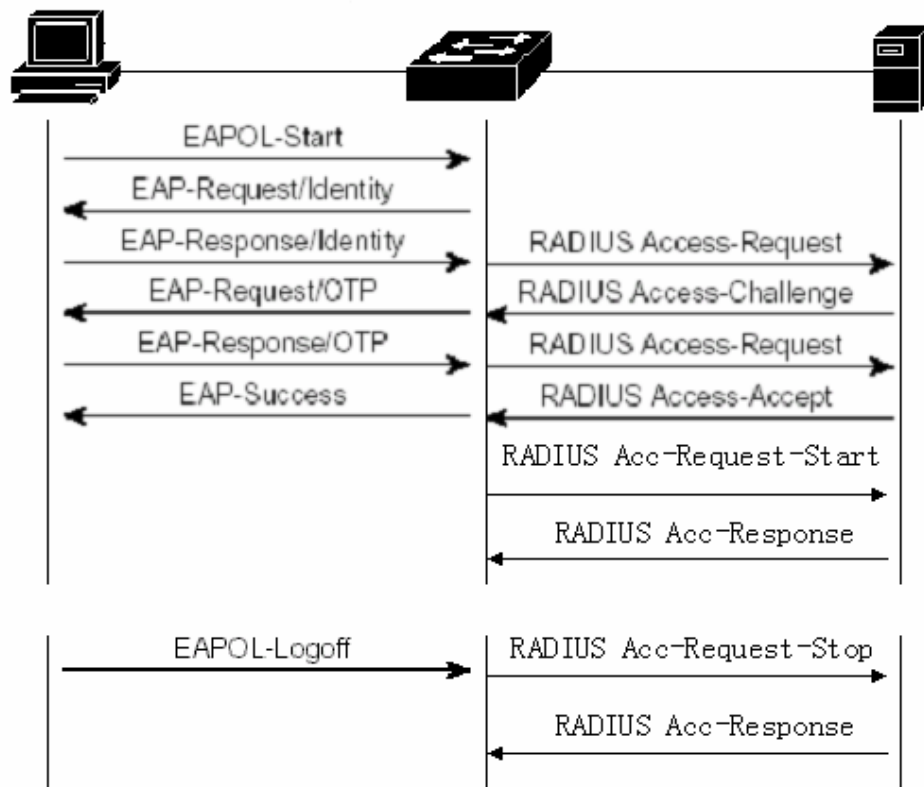 EAPOL-Start
EAP-Request/Identity
EAP-Response/Identity
RADIUS Access-Request
EAP-Request/OTP
RADIUS Access-Challenge
EAP-Response/OTP
RADIUS Access-Request
EAP-Success
RADIUS Access-Accept
RADIUS Acc-Request-Start
RADIUS Acc-Response
EAPOL-Logoff
RADIUS Acc-Request-Stop
RADIUS Acc-Response